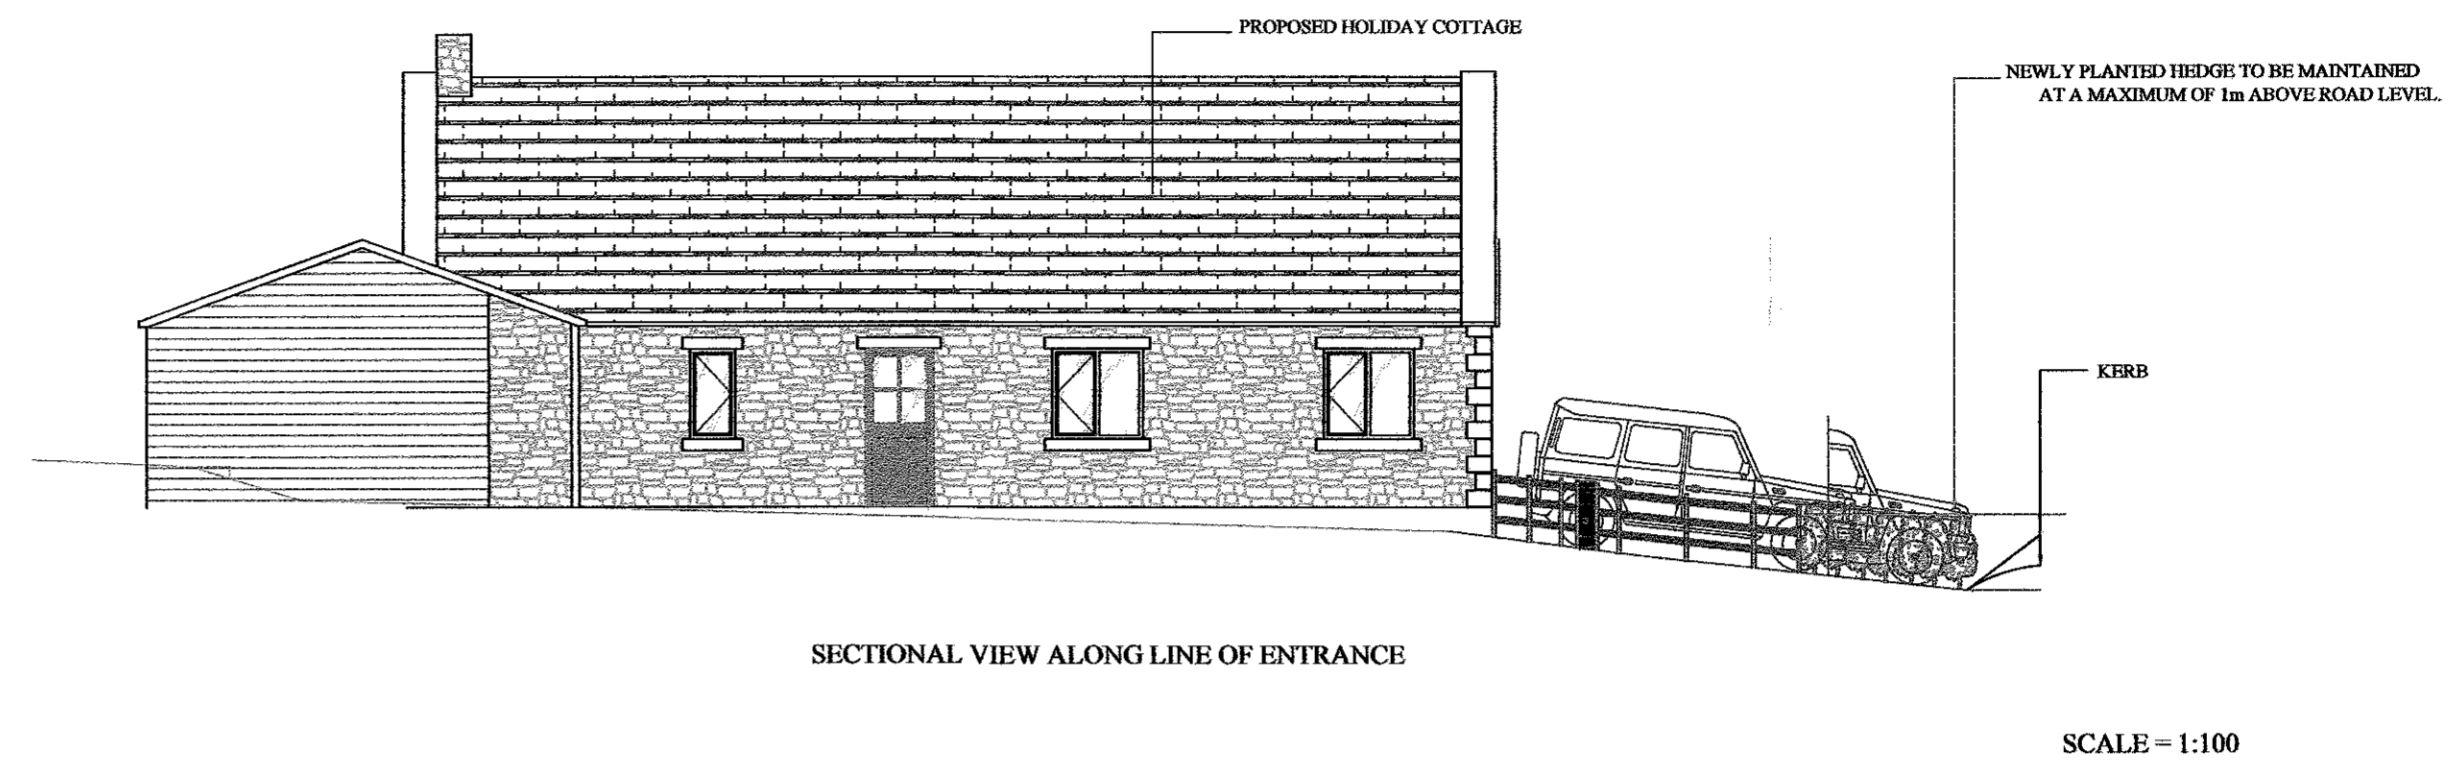 PROPOSED HOLIDAY COTTAGE
NEWLY PLANTED HEDGE TO BE MAINTAINED
AT A MAXIMUM OF 1m ABOVE ROAD LEVEL.
KERB
SECTIONAL VIEW ALONG LINE OF ENTRANCE
SCALE = 1:100